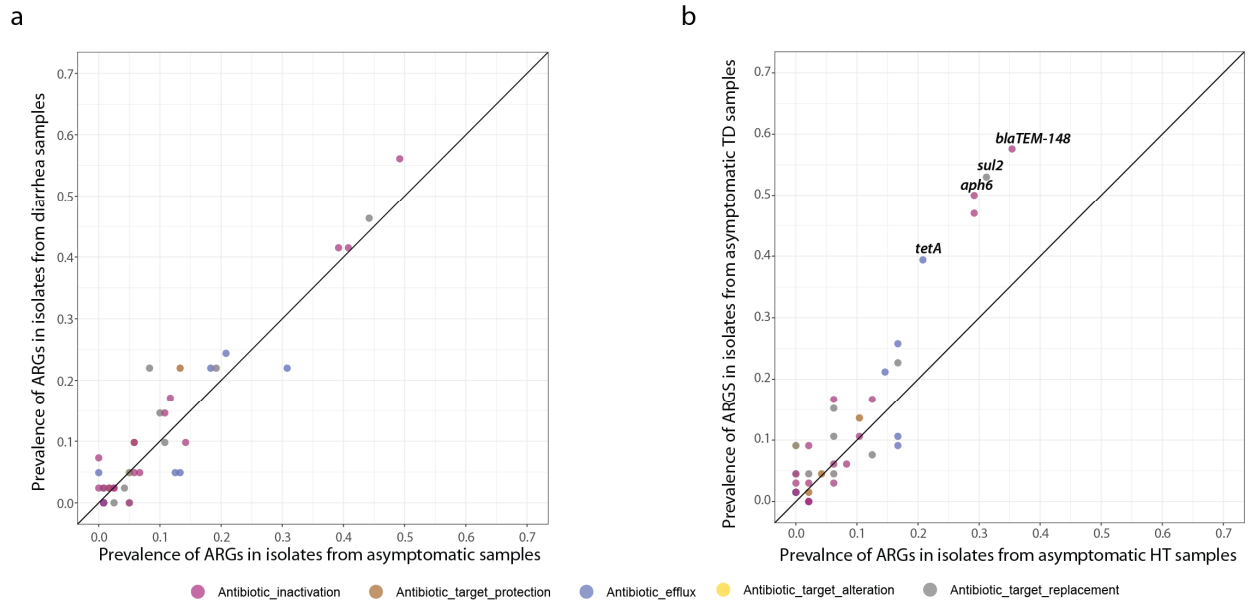 a
b
Prevalence of ARGs in isolates from diarrhea samples
0.7
0.6
0.5
0.4
0.3
0.2
0.1
0.0
0.0 0.1 0.2 0.3 0.4 0.5 0.6 0.7
Prevalence of ARGs in isolates from asymptomatic samples
Prevalence of ARGS in isolates from asymptomatic TD samples
0.7
0.6
0.5
0.4
0.3
0.2
0.1
0.0
blaTEM-148
sul2
aph6
tetA
0.0 0.1 0.2 0.3 0.4 0.5 0.6 0.7
Prevalnce of ARGs in isolates from asymptomatic HT samples
Antibiotic_inactivation Antibiotic_target_protection Antibiotic_efflux Antibiotic_target_alteration Antibiotic_target_replacement